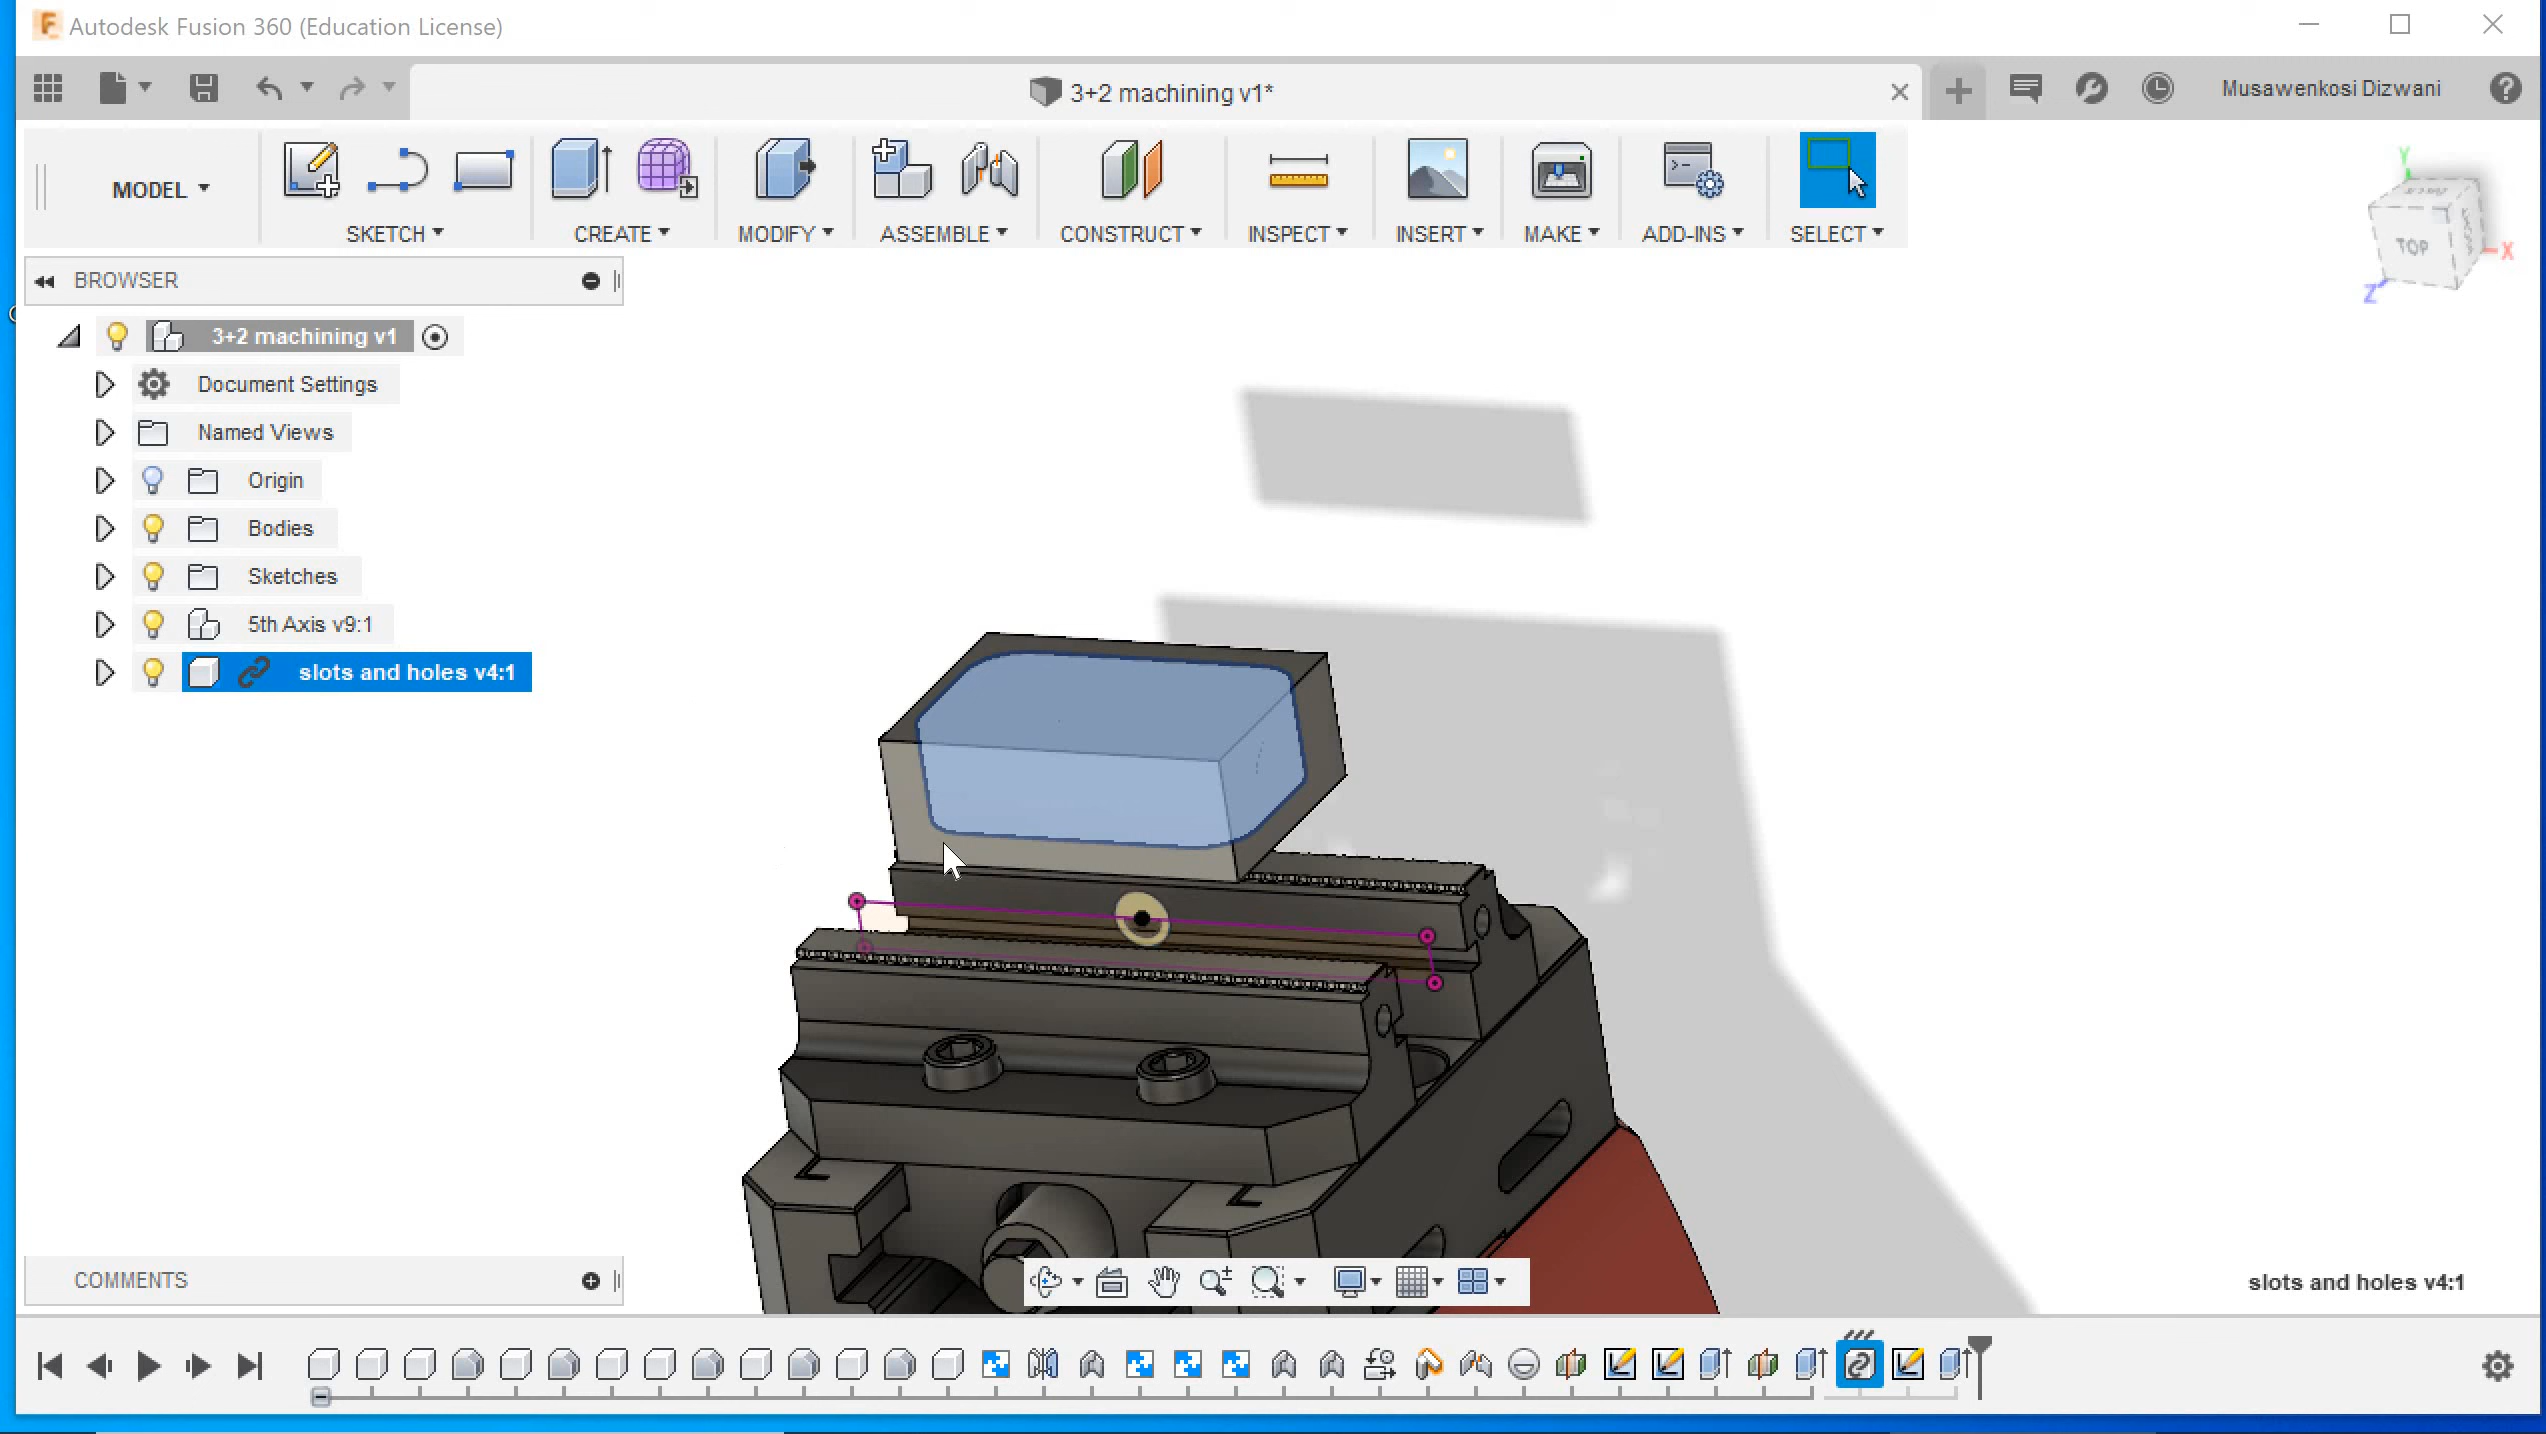 Autodesk Fusion 360 (Education License)
3+2 machining v1*
Musawenkosi Dizwani
MODEL
SKETCH
CREATE
MODIFY
ASSEMBLE
CONSTRUCT
INSPECT
INSERT
MAKE
ADD-INS
SELECT
Y
TOP
X
Z
BROWSER
3+2 machining v1
Document Settings
Named Views
Origin
Bodies
Sketches
5th Axis v9:1
slots and holes v4:1
COMMENTS
slots and holes v4:1